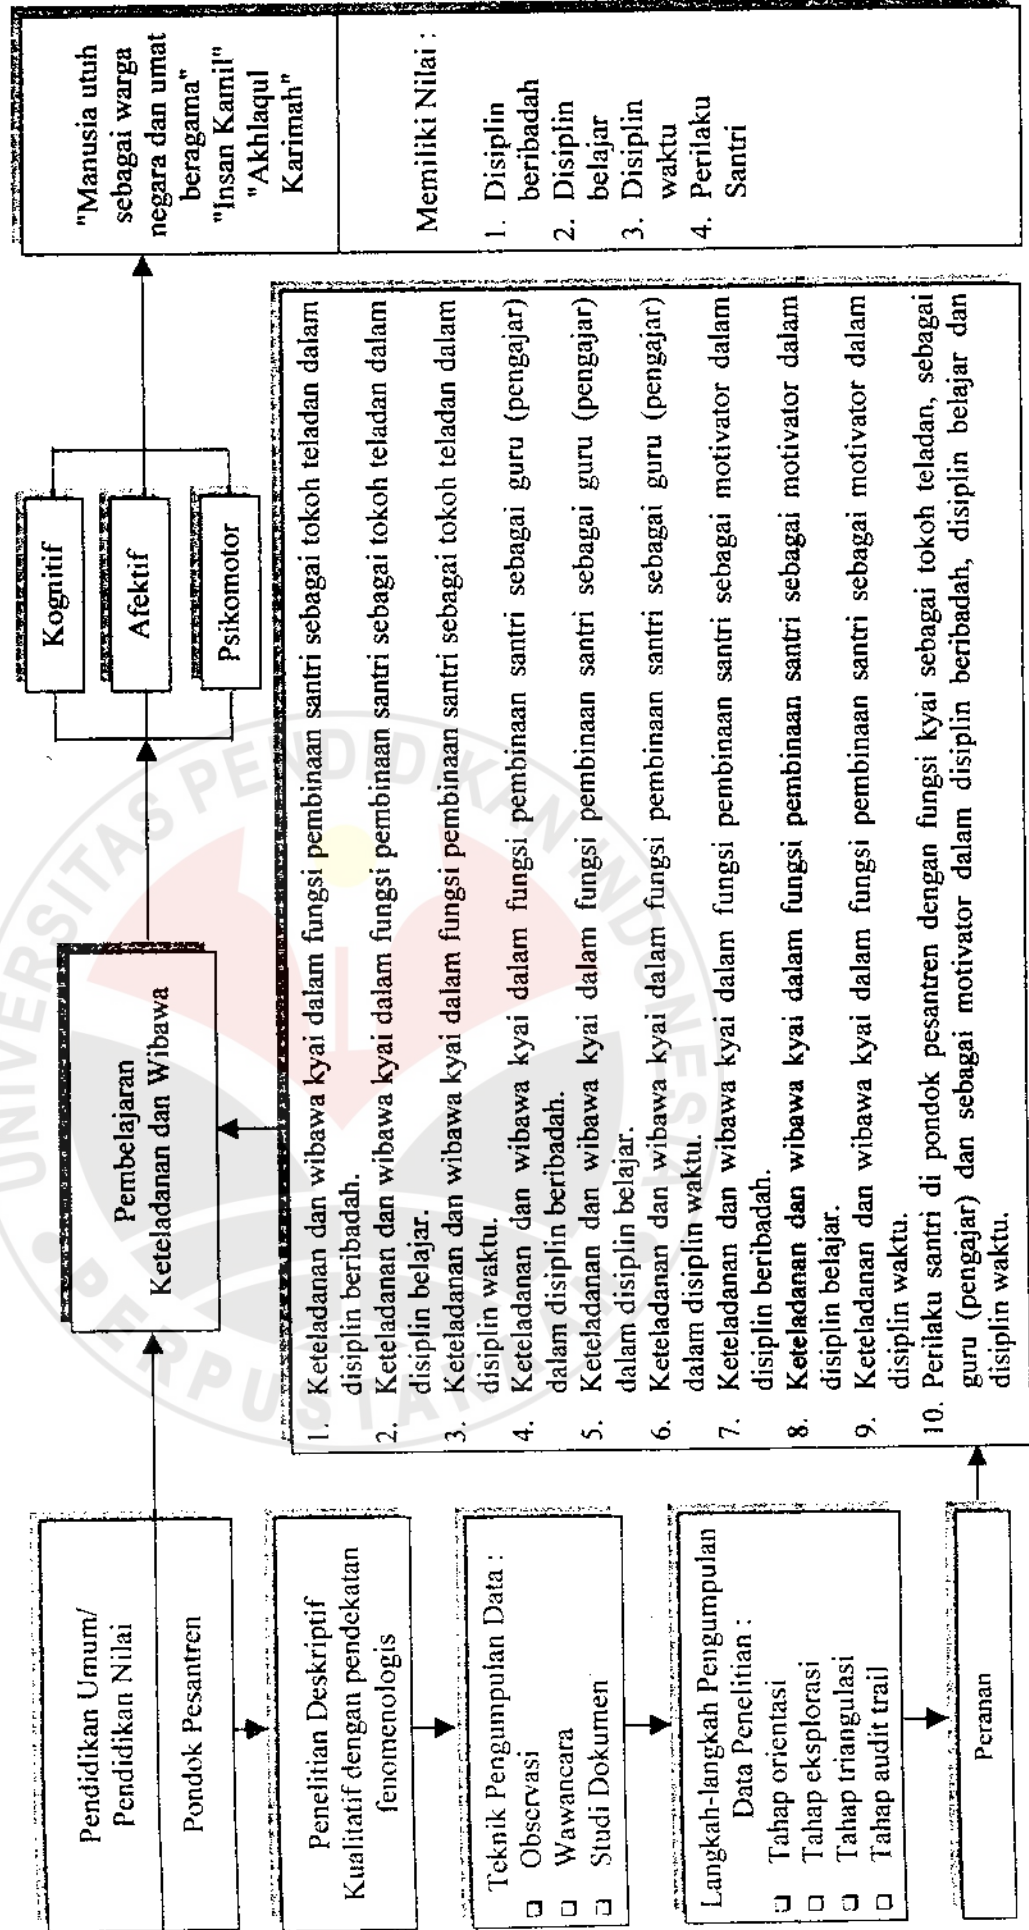 Pendidikan Umum/
Pendidikan Nilai
Pondok Pesantren
Penelitian Deskriptif
Kualitatif dengan pendekatan
fenomenologis
Teknik Pengumpulan Data :
Observasi
Wawancara
Studi Dokumen
Langkah-langkah Pengumpulan
Data Penelitian :
Tahap orientasi
Tahap eksplorasi
Tahap triangulasi
Tahap audit trail
Peranan
Pembelajaran
Keteladanan dan Wibawa
1. Keteladanan dan wibawa kyai dalam fungsi pembinaan santri sebagai tokoh teladan dalam
disiplin beribadah.
2. Keteladanan dan wibawa kyai dalam fungsi pembinaan santri sebagai tokoh teladan dalam
disiplin belajar.
3. Keteladanan dan wibawa kyai dalam fungsi pembinaan santri sebagai tokoh teladan dalam
disiplin waktu.
4. Keteladanan dan wibawa kyai dalam fungsi pembinaan santri sebagai guru (pengajar)
dalam disiplin beribadah.
5. Keteladanan dan wibawa kyai dalam fungsi pembinaan santri sebagai guru (pengajar)
dalam disiplin belajar.
6. Keteladanan dan wibawa kyai dalam fungsi pembinaan santri sebagai guru (pengajar)
dalam disiplin waktu.
7. Keteladanan dan wibawa kyai dalam fungsi pembinaan santri sebagai motivator dalam
disiplin beribadah.
8. Keteladanan dan wibawa kyai dalam fungsi pembinaan santri sebagai motivator dalam
disiplin belajar.
9. Keteladanan dan wibawa kyai dalam fungsi pembinaan santri sebagai motivator dalam
disiplin waktu.
10. Perilaku santri di pondok pesantren dengan fungsi kyai sebagai tokoh teladan, sebagai
guru (pengajar) dan sebagai motivator dalam disiplin beribadah, disiplin belajar dan
disiplin waktu.
Kognitif
Afektif
Psikomotor
"Manusia utuh
sebagai warga
negara dan umat
beragama"
"Insan Kamil"
"Akhlaqul
Karimah"
Memiliki Nilai :
1. Disiplin
beribadah
2. Disiplin
belajar
3. Disiplin
waktu
4. Perilaku
Santri
UNIVERSITAS PENDIDIKAN INDONESIA
PERPUSTAKAAN